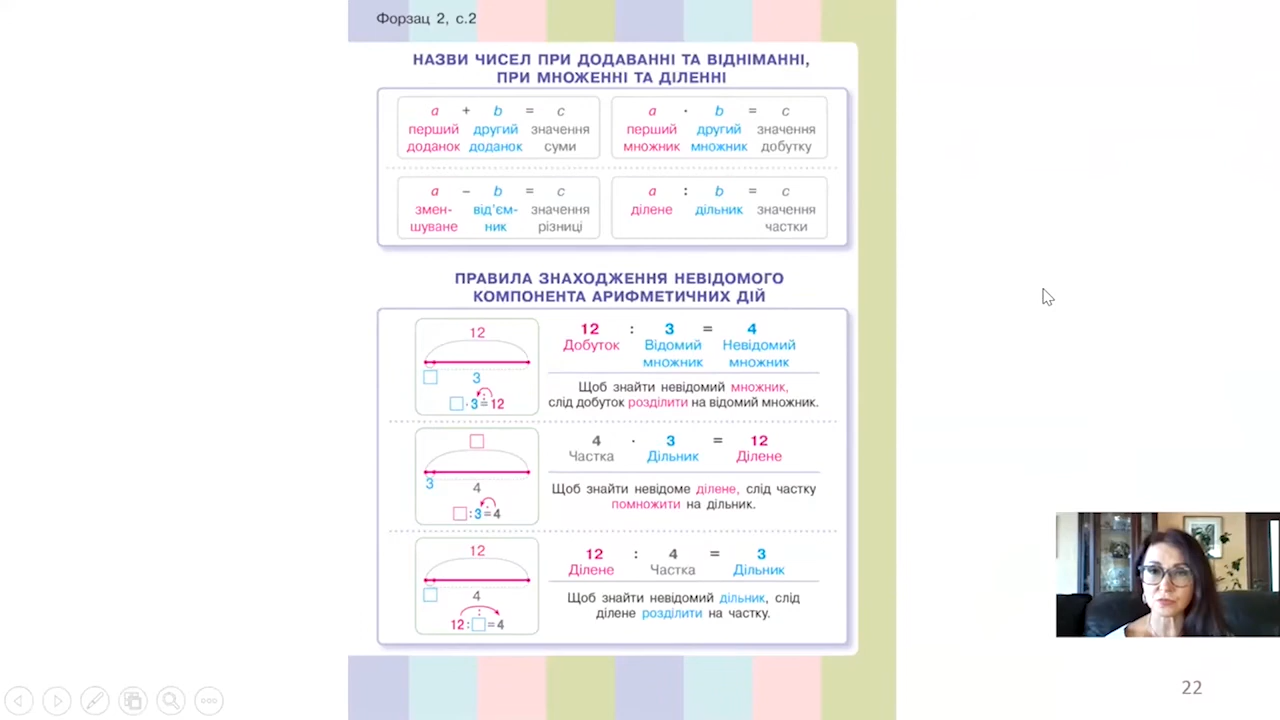 Форзац 2, с.2
НАЗВИ ЧИСЕЛ ПРИ ДОДАВАННІ ТА ВІДНІМАННІ,
ПРИ МНОЖЕННІ ТА ДІЛЕННІ
a + b = c
перший другий значення
доданок доданок суми
a · b = c
перший другий значення
множник множник добутку
a – b = c
змен- від'єм- значення
шуване ник різниці
a : b = c
ділене дільник значення
частки
ПРАВИЛА ЗНАХОДЖЕННЯ НЕВІДОМОГО
КОМПОНЕНТА АРИФМЕТИЧНИХ ДІЙ
12
3
□ · 3 = 12
:
12 : 3 = 4
Добуток Відомий Невідомий
множник множник
Щоб знайти невідомий множник,
слід добуток розділити на відомий множник.
3 4
□ : 3 = 4
·
4 · 3 = 12
Частка Дільник Ділене
Щоб знайти невідоме ділене, слід частку
помножити на дільник.
12
4
:
12 : □ = 4
12 : 4 = 3
Ділене Частка Дільник
Щоб знайти невідомий дільник, слід
ділене розділити на частку.
22